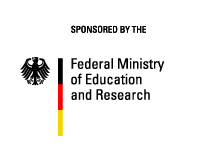 SPONSORED BY THE
Federal Ministry
of Education
and Research